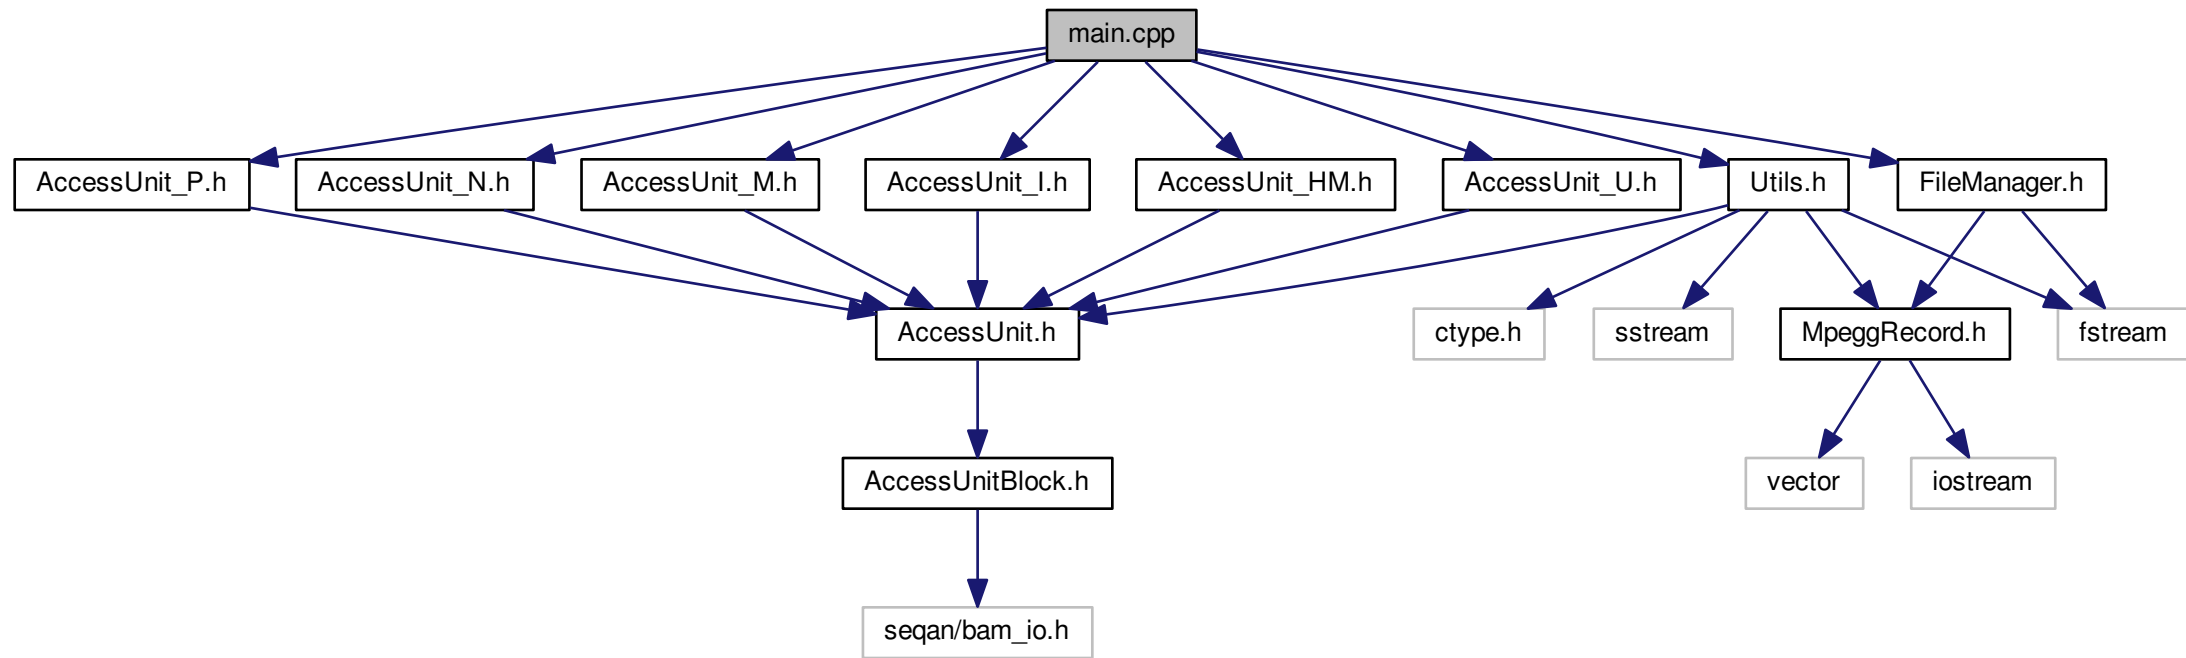 main.cpp
AccessUnit_P.h
AccessUnit_N.h
AccessUnit_M.h
AccessUnit_I.h
AccessUnit_HM.h
AccessUnit_U.h
Utils.h
FileManager.h
AccessUnit.h
ctype.h
sstream
MpeggRecord.h
fstream
AccessUnitBlock.h
vector
iostream
seqan/bam_io.h